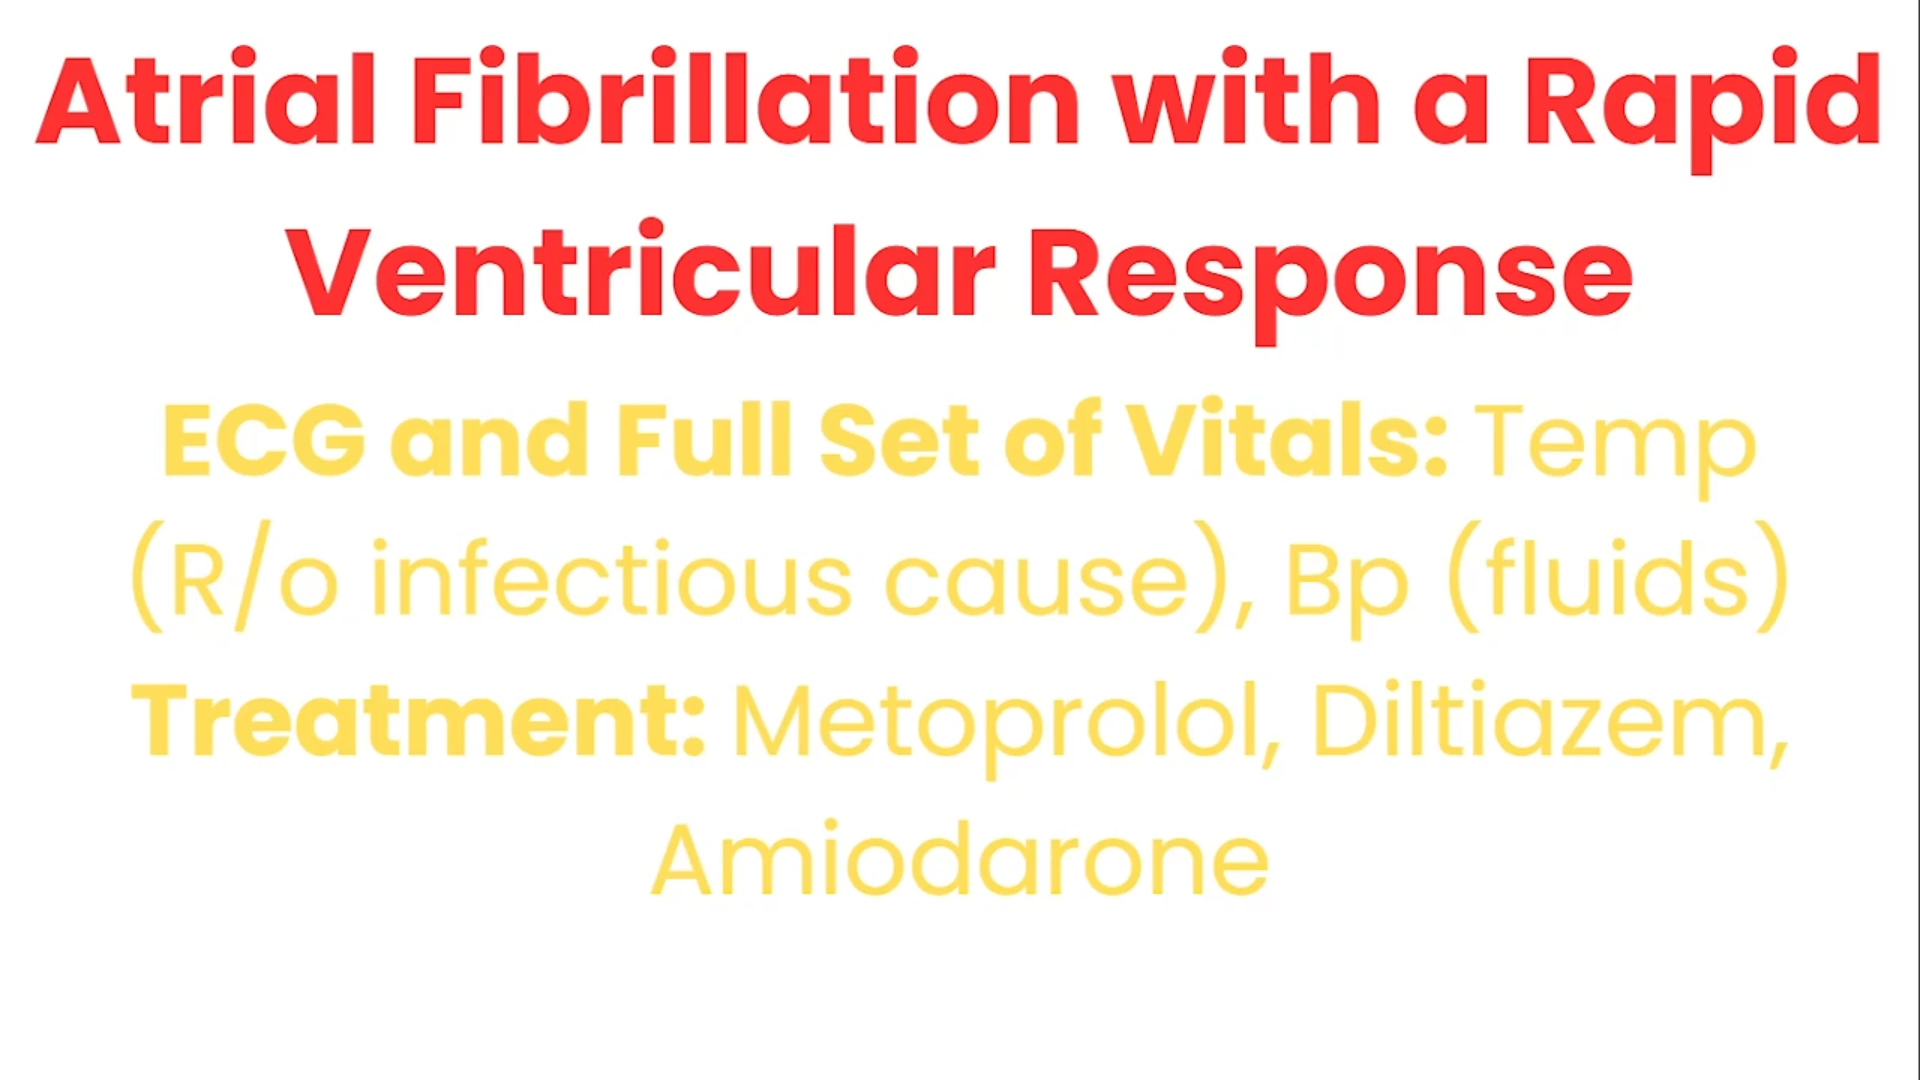 Atrial Fibrillation with a Rapid
Ventricular Response
ECG and Full Set of Vitals: Temp
(R/o infectious cause), Bp (fluids)
Treatment: Metoprolol, Diltiazem,
Amiodarone